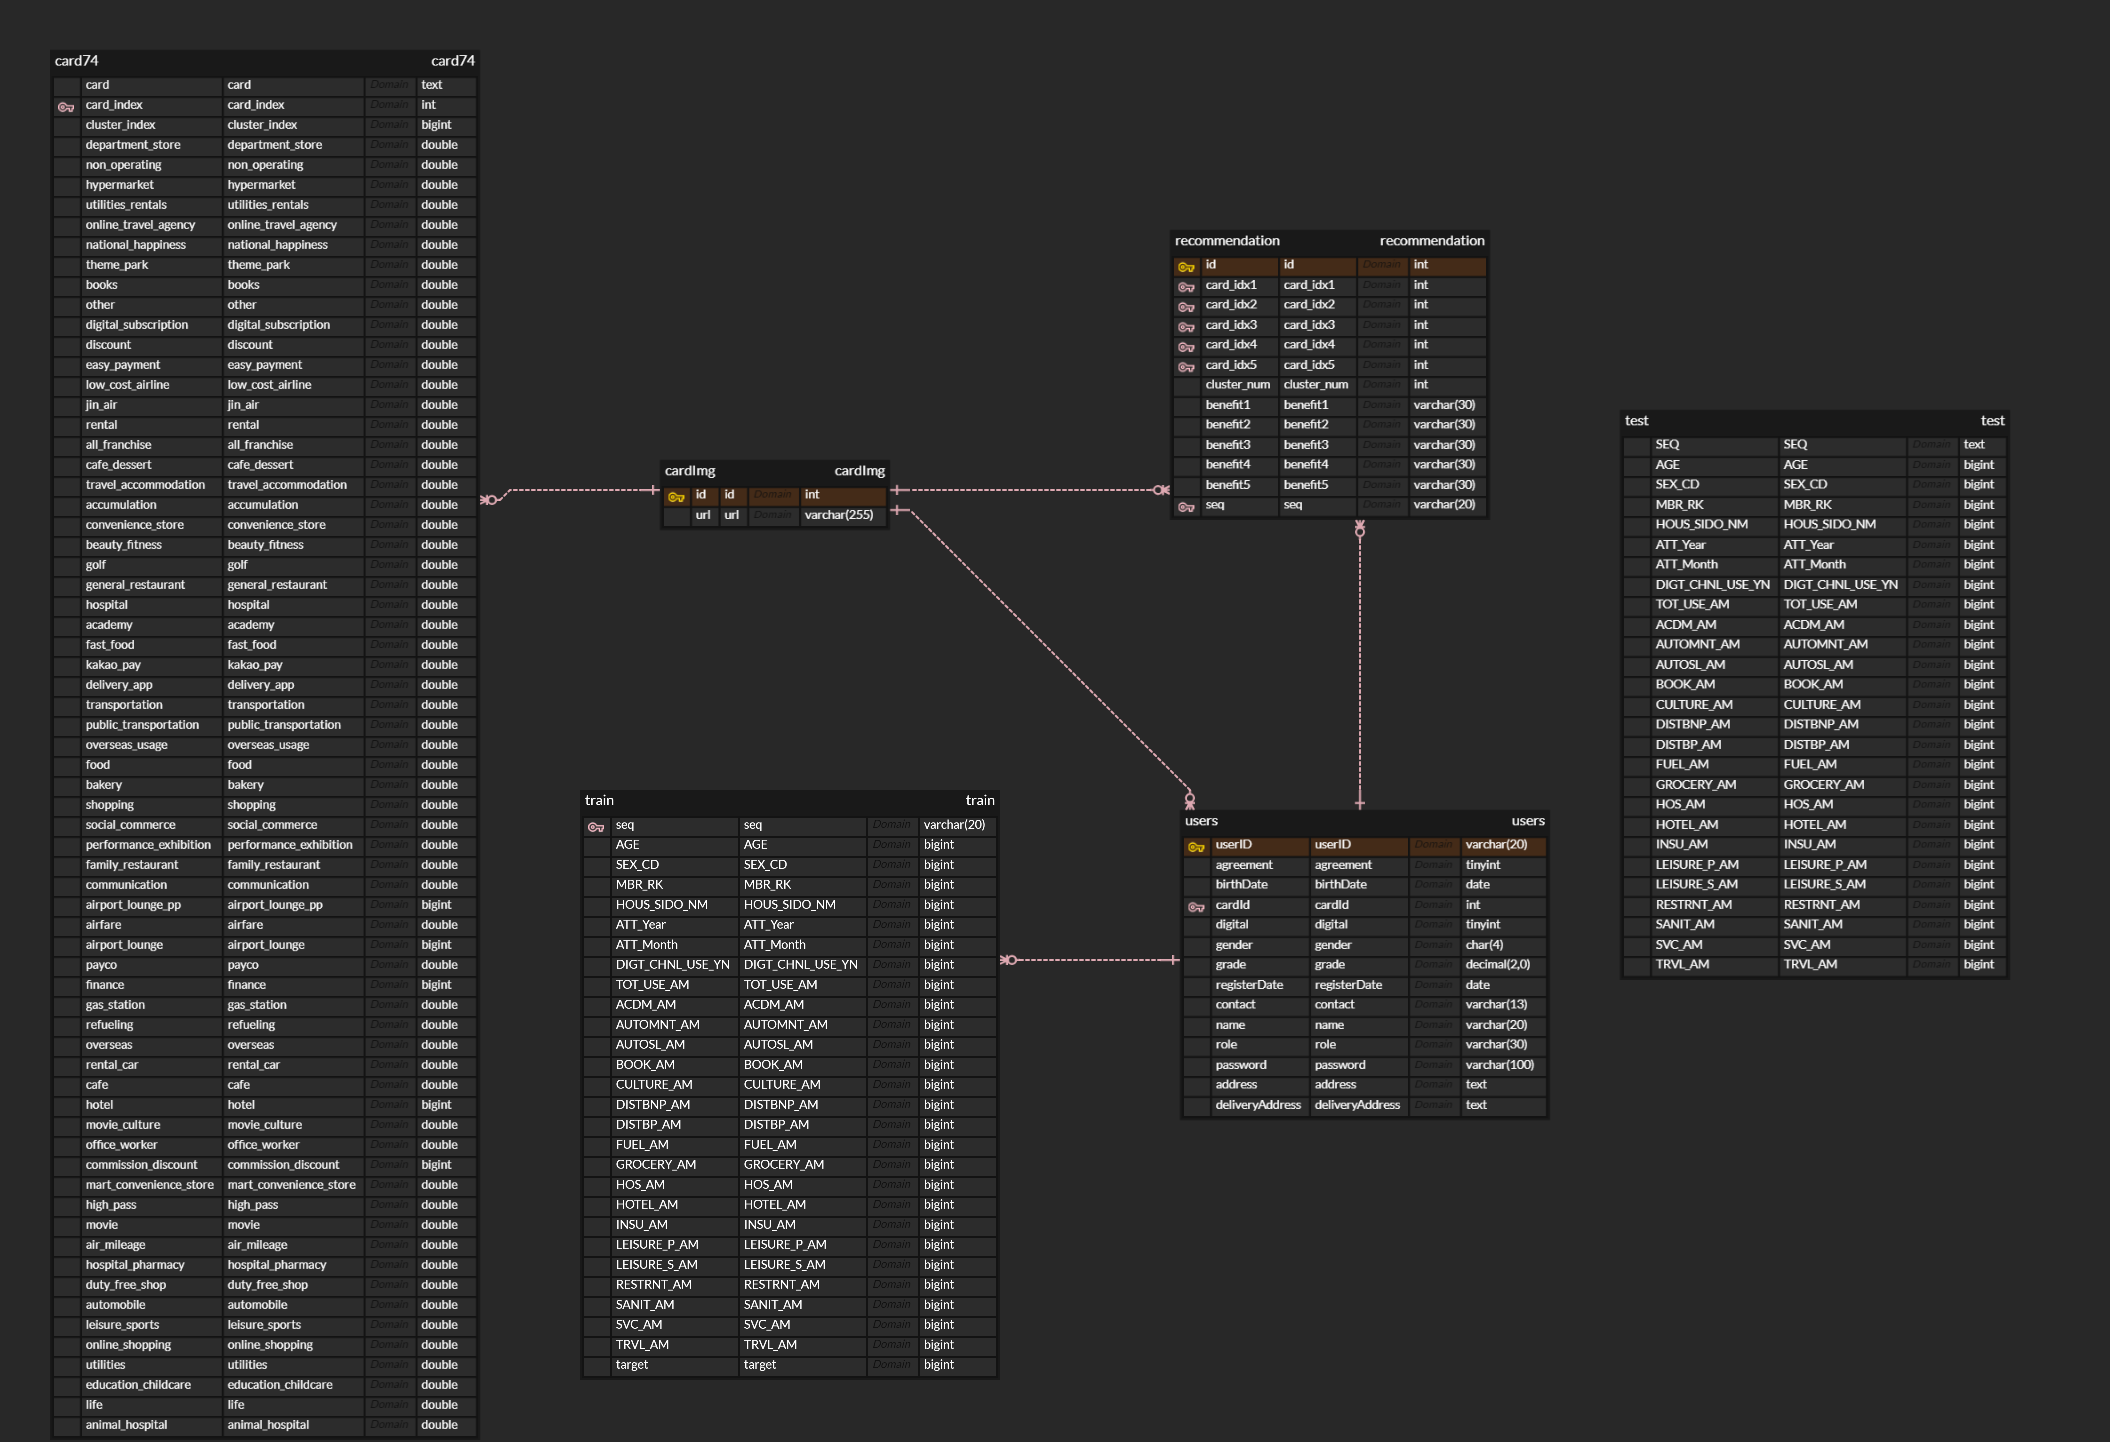 card74 card74
card card Domain text
card_index card_index Domain int
cluster_index cluster_index Domain bigint
department_store department_store Domain double
non_operating non_operating Domain double
hypermarket hypermarket Domain double
utilities_rentals utilities_rentals Domain double
online_travel_agency online_travel_agency Domain double
national_happiness national_happiness Domain double
theme_park theme_park Domain double
books books Domain double
other other Domain double
digital_subscription digital_subscription Domain double
discount discount Domain double
easy_payment easy_payment Domain double
low_cost_airline low_cost_airline Domain double
jin_air jin_air Domain double
rental rental Domain double
all_franchise all_franchise Domain double
cafe_dessert cafe_dessert Domain double
travel_accommodation travel_accommodation Domain double
accumulation accumulation Domain double
convenience_store convenience_store Domain double
beauty_fitness beauty_fitness Domain double
golf golf Domain double
general_restaurant general_restaurant Domain double
hospital hospital Domain double
academy academy Domain double
fast_food fast_food Domain double
kakao_pay kakao_pay Domain double
delivery_app delivery_app Domain double
transportation transportation Domain double
public_transportation public_transportation Domain double
overseas_usage overseas_usage Domain double
food food Domain double
bakery bakery Domain double
shopping shopping Domain double
social_commerce social_commerce Domain double
performance_exhibition performance_exhibition Domain double
family_restaurant family_restaurant Domain double
communication communication Domain double
airport_lounge_pp airport_lounge_pp Domain bigint
airfare airfare Domain double
airport_lounge airport_lounge Domain bigint
payco payco Domain double
finance finance Domain bigint
gas_station gas_station Domain double
refueling refueling Domain double
overseas overseas Domain double
rental_car rental_car Domain double
cafe cafe Domain double
hotel hotel Domain bigint
movie_culture movie_culture Domain double
office_worker office_worker Domain double
commission_discount commission_discount Domain bigint
mart_convenience_store mart_convenience_store Domain double
high_pass high_pass Domain double
movie movie Domain double
air_mileage air_mileage Domain double
hospital_pharmacy hospital_pharmacy Domain double
duty_free_shop duty_free_shop Domain double
automobile automobile Domain double
leisure_sports leisure_sports Domain double
online_shopping online_shopping Domain double
utilities utilities Domain double
education_childcare education_childcare Domain double
life life Domain double
animal_hospital animal_hospital Domain double
cardImg cardImg
id id Domain int
url url Domain varchar(255)
recommendation recommendation
id id Domain int
card_idx1 card_idx1 Domain int
card_idx2 card_idx2 Domain int
card_idx3 card_idx3 Domain int
card_idx4 card_idx4 Domain int
card_idx5 card_idx5 Domain int
cluster_num cluster_num Domain int
benefit1 benefit1 Domain varchar(30)
benefit2 benefit2 Domain varchar(30)
benefit3 benefit3 Domain varchar(30)
benefit4 benefit4 Domain varchar(30)
benefit5 benefit5 Domain varchar(30)
seq seq Domain varchar(20)
train train
seq seq Domain varchar(20)
AGE AGE Domain bigint
SEX_CD SEX_CD Domain bigint
MBR_RK MBR_RK Domain bigint
HOUS_SIDO_NM HOUS_SIDO_NM Domain bigint
ATT_Year ATT_Year Domain bigint
ATT_Month ATT_Month Domain bigint
DIGT_CHNL_USE_YN DIGT_CHNL_USE_YN Domain bigint
TOT_USE_AM TOT_USE_AM Domain bigint
ACDM_AM ACDM_AM Domain bigint
AUTOMNT_AM AUTOMNT_AM Domain bigint
AUTOSL_AM AUTOSL_AM Domain bigint
BOOK_AM BOOK_AM Domain bigint
CULTURE_AM CULTURE_AM Domain bigint
DISTBNP_AM DISTBNP_AM Domain bigint
DISTBP_AM DISTBP_AM Domain bigint
FUEL_AM FUEL_AM Domain bigint
GROCERY_AM GROCERY_AM Domain bigint
HOS_AM HOS_AM Domain bigint
HOTEL_AM HOTEL_AM Domain bigint
INSU_AM INSU_AM Domain bigint
LEISURE_P_AM LEISURE_P_AM Domain bigint
LEISURE_S_AM LEISURE_S_AM Domain bigint
RESTRNT_AM RESTRNT_AM Domain bigint
SANIT_AM SANIT_AM Domain bigint
SVC_AM SVC_AM Domain bigint
TRVL_AM TRVL_AM Domain bigint
target target Domain bigint
users users
userID userID Domain varchar(20)
agreement agreement Domain tinyint
birthDate birthDate Domain date
cardId cardId Domain int
digital digital Domain tinyint
gender gender Domain char(4)
grade grade Domain decimal(2,0)
registerDate registerDate Domain date
contact contact Domain varchar(13)
name name Domain varchar(20)
role role Domain varchar(30)
password password Domain varchar(100)
address address Domain text
deliveryAddress deliveryAddress Domain text
test test
SEQ SEQ Domain text
AGE AGE Domain bigint
SEX_CD SEX_CD Domain bigint
MBR_RK MBR_RK Domain bigint
HOUS_SIDO_NM HOUS_SIDO_NM Domain bigint
ATT_Year ATT_Year Domain bigint
ATT_Month ATT_Month Domain bigint
DIGT_CHNL_USE_YN DIGT_CHNL_USE_YN Domain bigint
TOT_USE_AM TOT_USE_AM Domain bigint
ACDM_AM ACDM_AM Domain bigint
AUTOMNT_AM AUTOMNT_AM Domain bigint
AUTOSL_AM AUTOSL_AM Domain bigint
BOOK_AM BOOK_AM Domain bigint
CULTURE_AM CULTURE_AM Domain bigint
DISTBNP_AM DISTBNP_AM Domain bigint
DISTBP_AM DISTBP_AM Domain bigint
FUEL_AM FUEL_AM Domain bigint
GROCERY_AM GROCERY_AM Domain bigint
HOS_AM HOS_AM Domain bigint
HOTEL_AM HOTEL_AM Domain bigint
INSU_AM INSU_AM Domain bigint
LEISURE_P_AM LEISURE_P_AM Domain bigint
LEISURE_S_AM LEISURE_S_AM Domain bigint
RESTRNT_AM RESTRNT_AM Domain bigint
SANIT_AM SANIT_AM Domain bigint
SVC_AM SVC_AM Domain bigint
TRVL_AM TRVL_AM Domain bigint